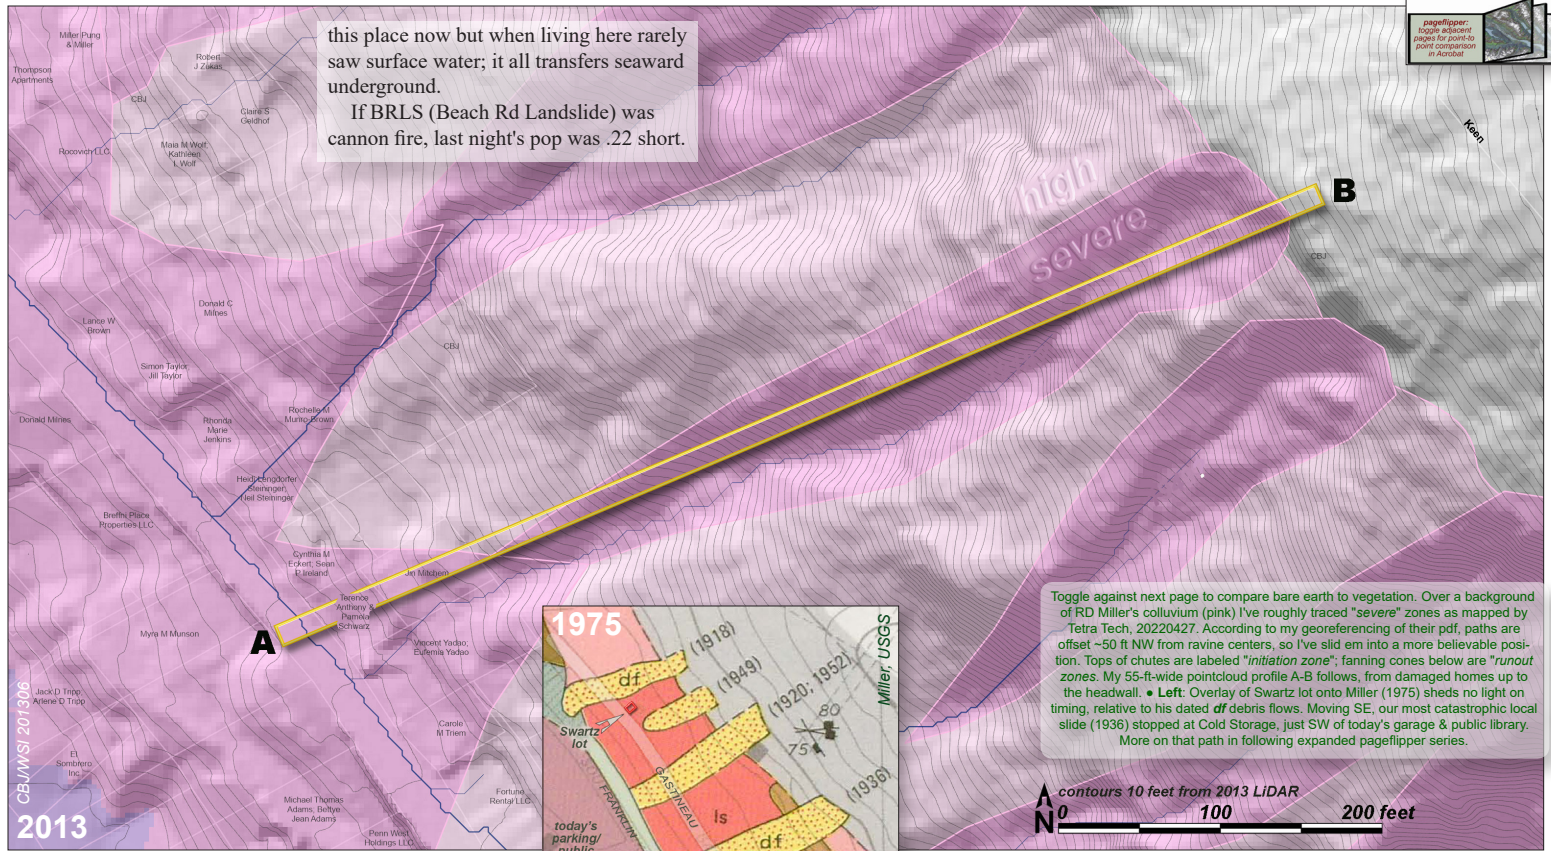 this place now but when living here rarely
saw surface water; it all transfers seaward
underground.
If BRLS (Beach Rd Landslide) was
cannon fire, last night's pop was .22 short.
pageflipper:
toggle adjacent
pages for point-to
point comparison
in Acrobat
Miller Pung
& Miller
Thompson
Apartments
Robert
J Zakas
CBJ
Claire S
Geldhof
Rocovich LLC
Maia M Wolf;
Kathleen
L Wolf
Keen
high
severe
B
CBJ
Donald C
Milnes
Lance W
Brown
CBJ
Simon Taylor;
Jill Taylor
Donald Milnes
Rhonda
Marie
Jenkins
Rochelle M
Munro-Brown
Heidi Lengdorfer
Steininger;
Neil Steininger
Breffni Place
Properties LLC
Cynthia M
Eckert; Sean
P Ireland
Jin Mitchem
Terence
Anthony &
Pamela
Schwarz
A
Myra M Munson
Vincent Yadao;
Eufemia Yadao
Jack D Tripp
Arlene D Tripp
Carole
M Triem
El
Sombrero
Inc
Michael Thomas
Adams; Bettye
Jean Adams
Fortune
Rental LLC
Penn West
Holdings LLC
CBJ/WSI 201306
2013
1975
Miller, USGS
(1918)
(1949)
(1920; 1952)
(1936)
df
80
75
Swartz
lot
SO FRANKLIN
GASTINEAU
ls
df
today's
parking/
public
Toggle against next page to compare bare earth to vegetation. Over a background
of RD Miller's colluvium (pink) I've roughly traced "severe" zones as mapped by
Tetra Tech, 20220427. According to my georeferencing of their pdf, paths are
offset ~50 ft NW from ravine centers, so I've slid em into a more believable posi-
tion. Tops of chutes are labeled "initiation zone"; fanning cones below are "runout
zones. My 55-ft-wide pointcloud profile A-B follows, from damaged homes up to
the headwall. ● Left: Overlay of Swartz lot onto Miller (1975) sheds no light on
timing, relative to his dated df debris flows. Moving SE, our most catastrophic local
slide (1936) stopped at Cold Storage, just SW of today's garage & public library.
More on that path in following expanded pageflipper series.
contours 10 feet from 2013 LiDAR
N
0 100 200 feet